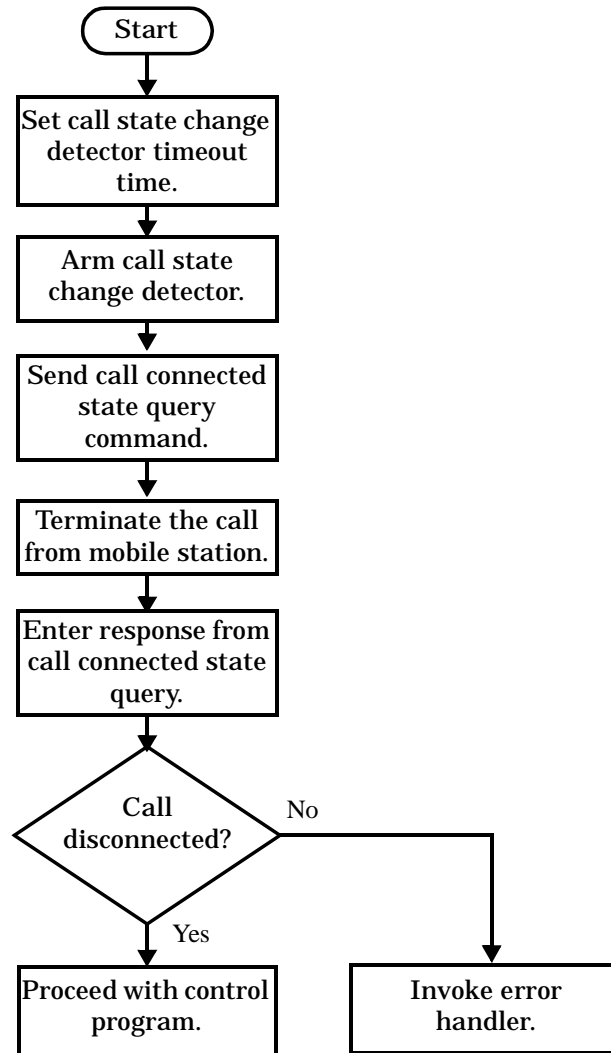 Start
Set call state change
detector timeout
time.
Arm call state
change detector.
Send call connected
state query
command.
Terminate the call
from mobile station.
Enter response from
call connected state
query.
Call
disconnected?
No
Yes
Proceed with control
program.
Invoke error
handler.